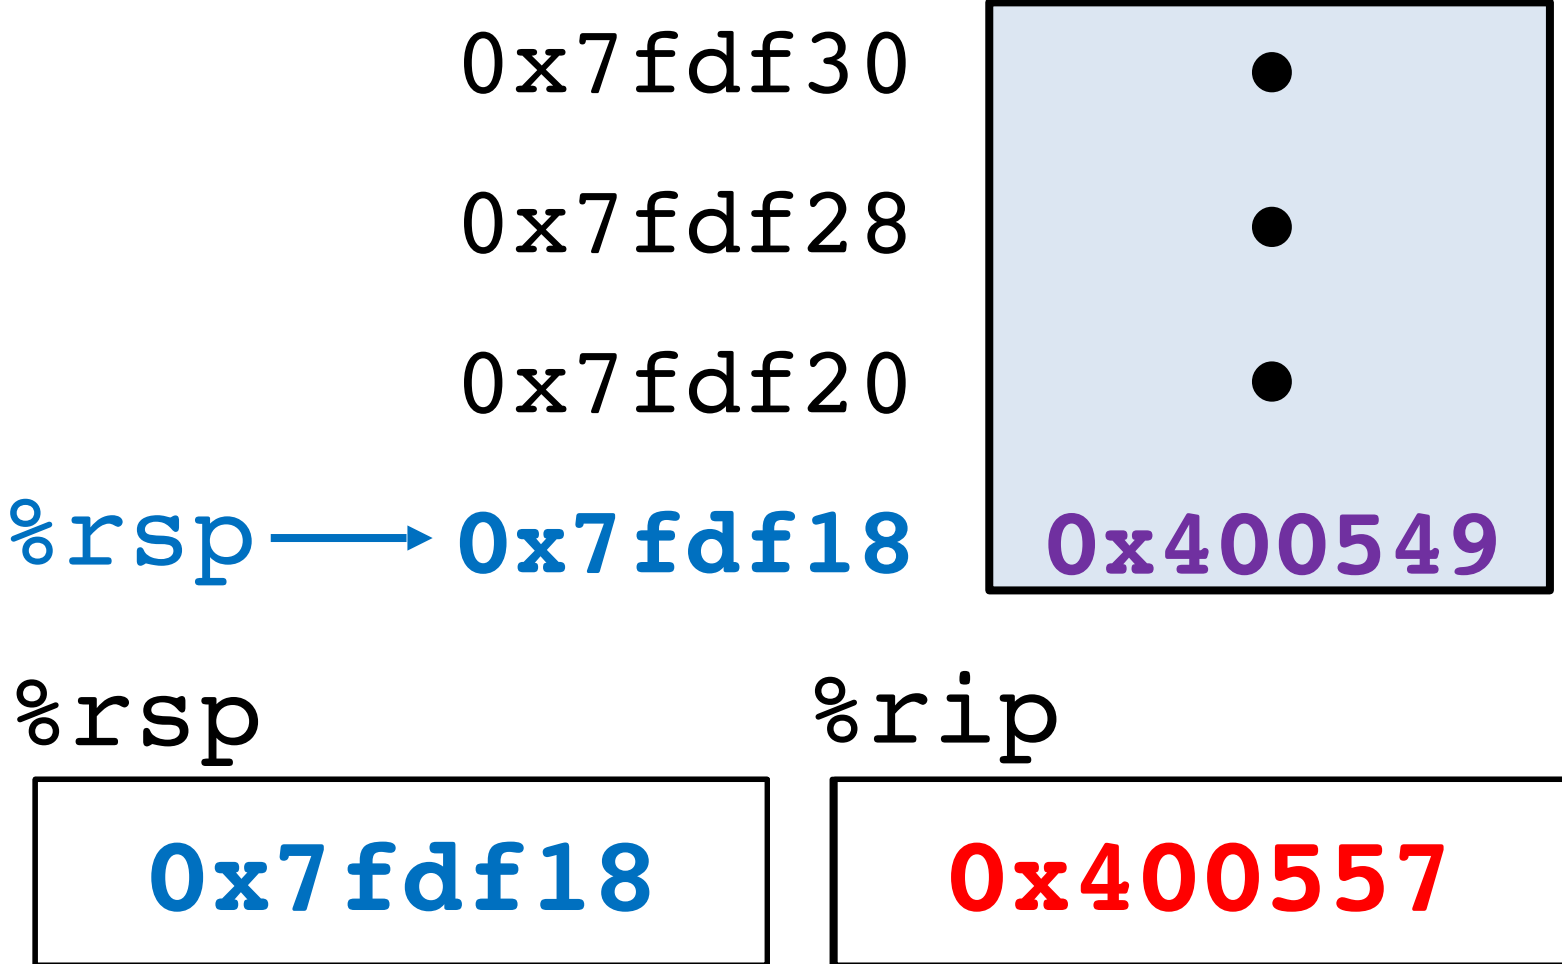 0x7fdf30
0x7fdf28
0x7fdf20
%rsp 0x7fdf18 0x400549
%rsp %rip
0x7fdf18 0x400557